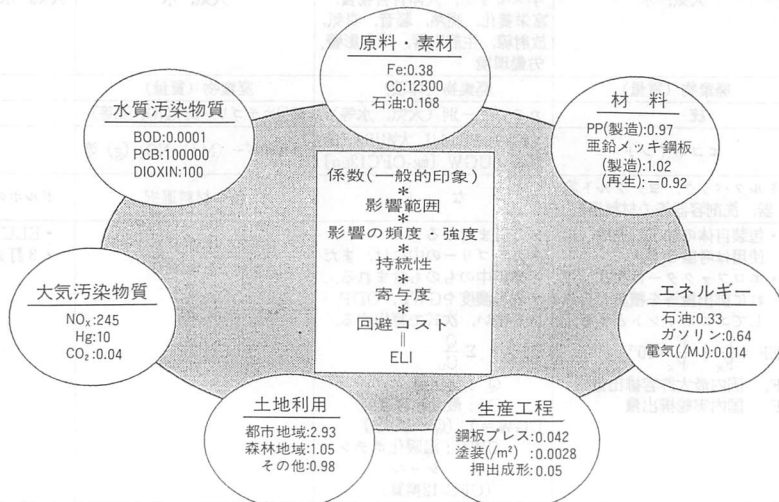 原料・素材
Fe:0.38
Co:12300
石油:0.168
水質汚染物質
BOD:0.0001
PCB:100000
DIOXIN:100
材 料
PP(製造):0.97
亜鉛メッキ鋼板
(製造):1.02
(再生):−0.92
係数(一般的印象)
*
影響範囲
*
影響の頻度・強度
*
持続性
*
寄与度
*
回避コスト
‖
ELI
大気汚染物質
NOx:245
Hg:10
CO₂:0.04
エネルギー
石油:0.33
ガソリン:0.64
電気(/MJ):0.014
土地利用
都市地域:2.93
森林地域:1.05
その他:0.98
生産工程
鋼板プレス:0.042
塗装(/m²) :0.0028
押出成形:0.05